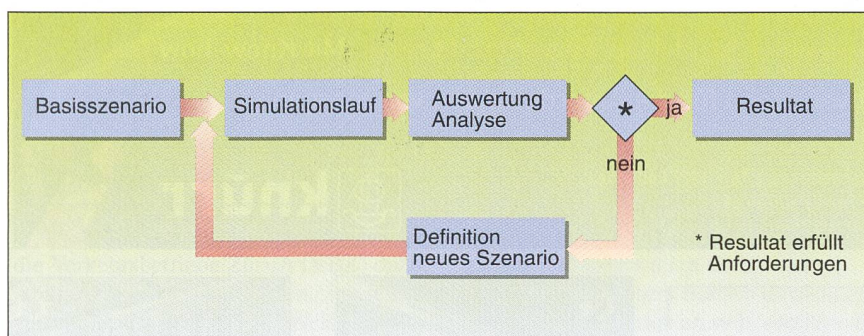 Basisszenario
Simulationslauf
Auswertung
Analyse
*
ja
Resultat
nein
Definition
neues Szenario
* Resultat erfüllt
Anforderungen